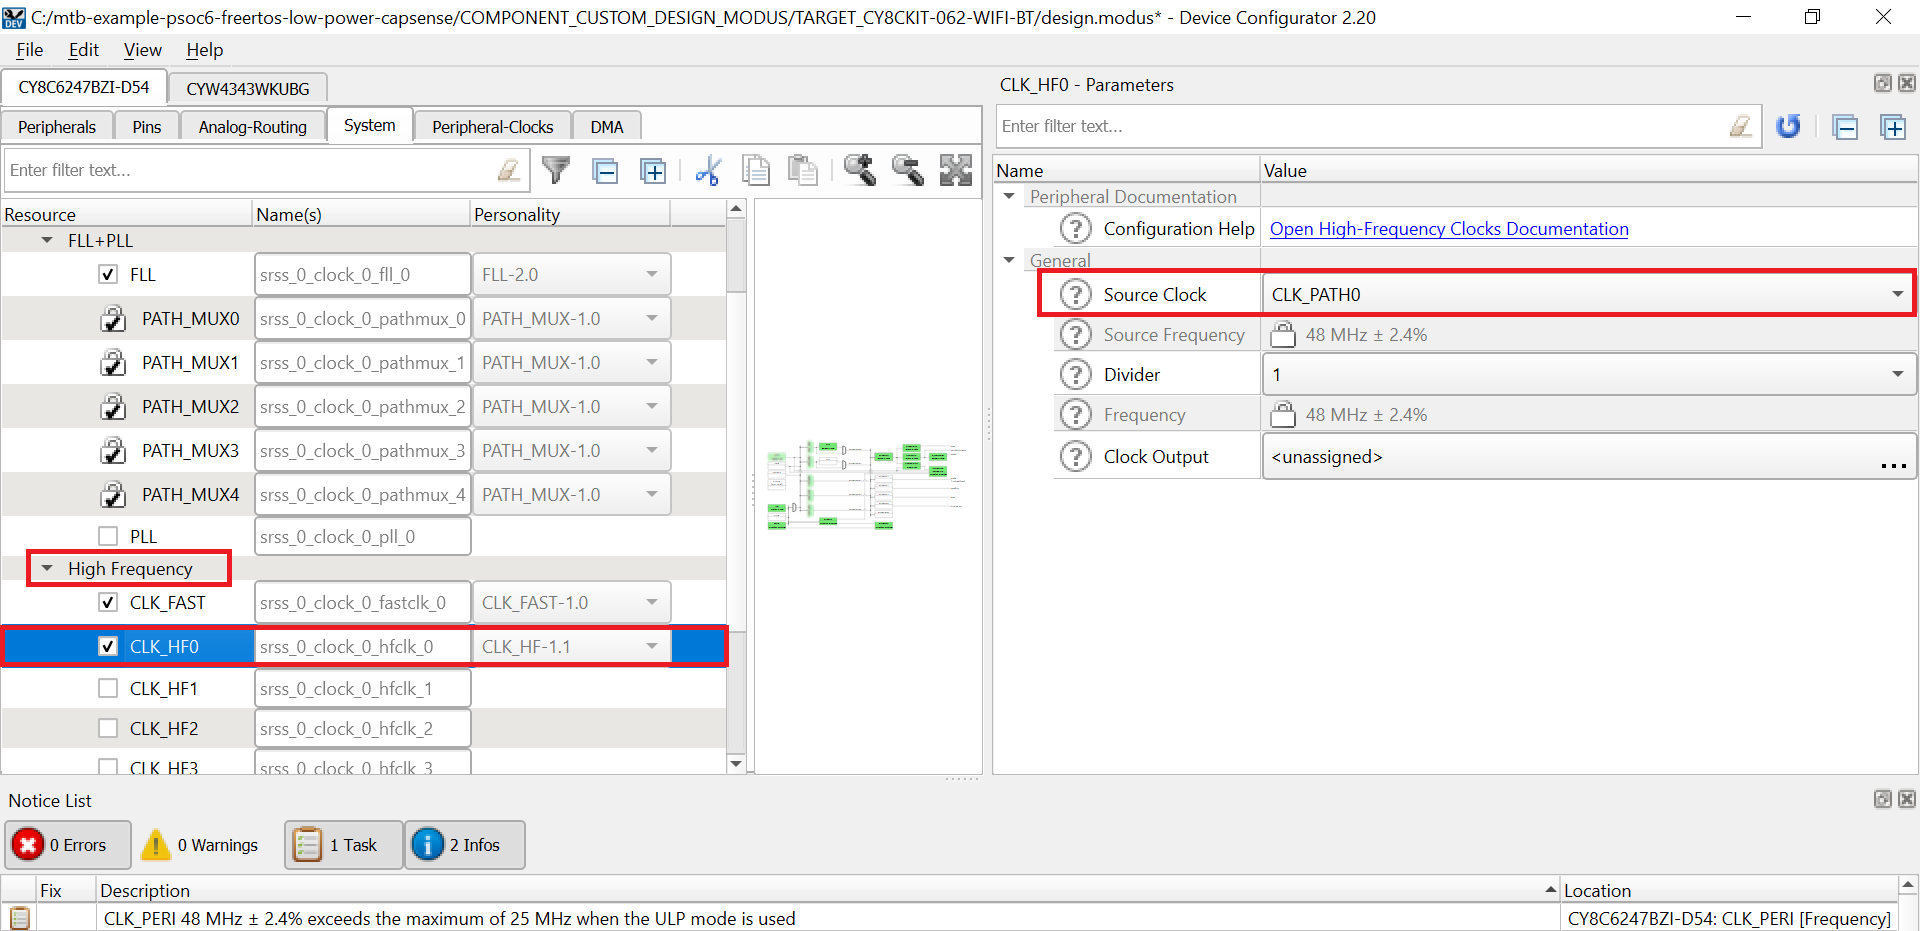 C:/mtb-example-psoc6-freertos-low-power-capsense/COMPONENT_CUSTOM_DESIGN_MODUS/TARGET_CY8CKIT-062-WIFI-BT/design.modus* - Device Configurator 2.20
File Edit View Help
CY8C6247BZI-D54 CYW4343WKUBG
Peripherals Pins Analog-Routing System Peripheral-Clocks DMA
Enter filter text...
Resource Name(s) Personality
FLL+PLL
FLL srss_0_clock_0_fll_0 FLL-2.0
PATH_MUX0 srss_0_clock_0_pathmux_0 PATH_MUX-1.0
PATH_MUX1 srss_0_clock_0_pathmux_1 PATH_MUX-1.0
PATH_MUX2 srss_0_clock_0_pathmux_2 PATH_MUX-1.0
PATH_MUX3 srss_0_clock_0_pathmux_3 PATH_MUX-1.0
PATH_MUX4 srss_0_clock_0_pathmux_4 PATH_MUX-1.0
PLL srss_0_clock_0_pll_0
High Frequency
CLK_FAST srss_0_clock_0_fastclk_0 CLK_FAST-1.0
CLK_HF0 srss_0_clock_0_hfclk_0 CLK_HF-1.1
CLK_HF1 srss_0_clock_0_hfclk_1
CLK_HF2 srss_0_clock_0_hfclk_2
CLK_HF3 srss_0_clock_0_hfclk_3
CLK_HF0 - Parameters
Enter filter text...
Name Value
Peripheral Documentation
Configuration Help Open High-Frequency Clocks Documentation
General
Source Clock CLK_PATH0
Source Frequency 48 MHz ± 2.4%
Divider 1
Frequency 48 MHz ± 2.4%
Clock Output <unassigned> ...
Notice List
0 Errors 0 Warnings 1 Task 2 Infos
Fix Description Location
CLK_PERI 48 MHz ± 2.4% exceeds the maximum of 25 MHz when the ULP mode is used CY8C6247BZI-D54: CLK_PERI [Frequency]